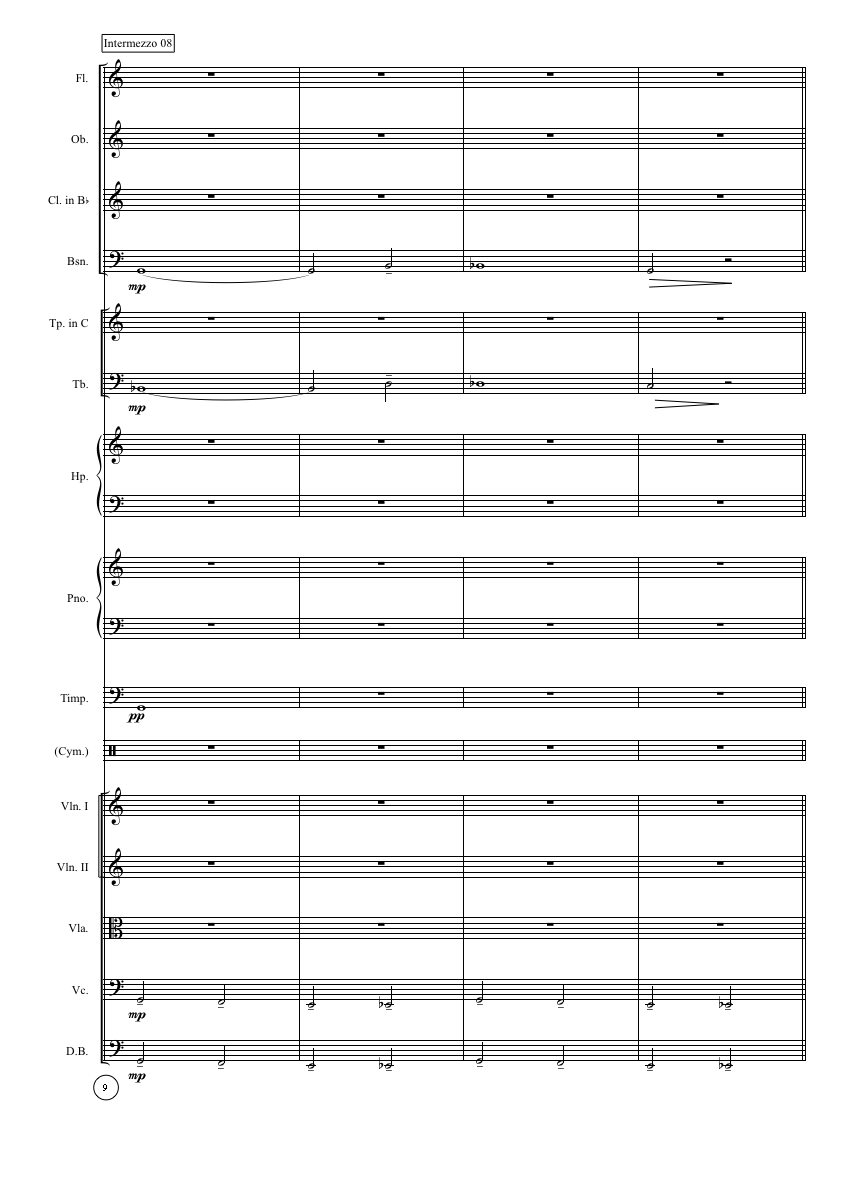 Intermezzo 08
Fl.
Ob.
Cl. in B♭
Bsn.
mp
Tp. in C
Tb.
mp
Hp.
Pno.
Timp.
pp
(Cym.)
Vln. I
Vln. II
Vla.
Vc.
mp
D.B.
mp
9